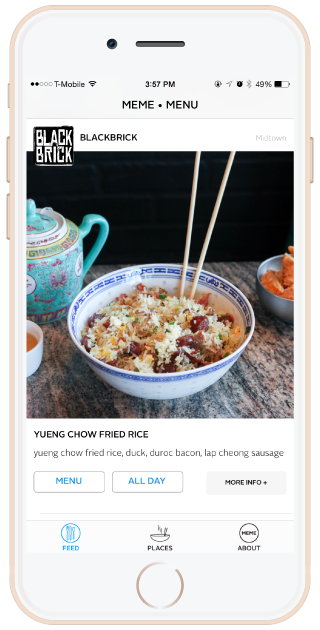 T-Mobile 3:57 PM 49%
MEME • MENU
BLACK
BRICK
BLACKBRICK
Midtown
YUENG CHOW FRIED RICE
yueng chow fried rice, duck, duroc bacon, lap cheong sausage
MENU
ALL DAY
MORE INFO +
MEME
FEED
PLACES
ABOUT